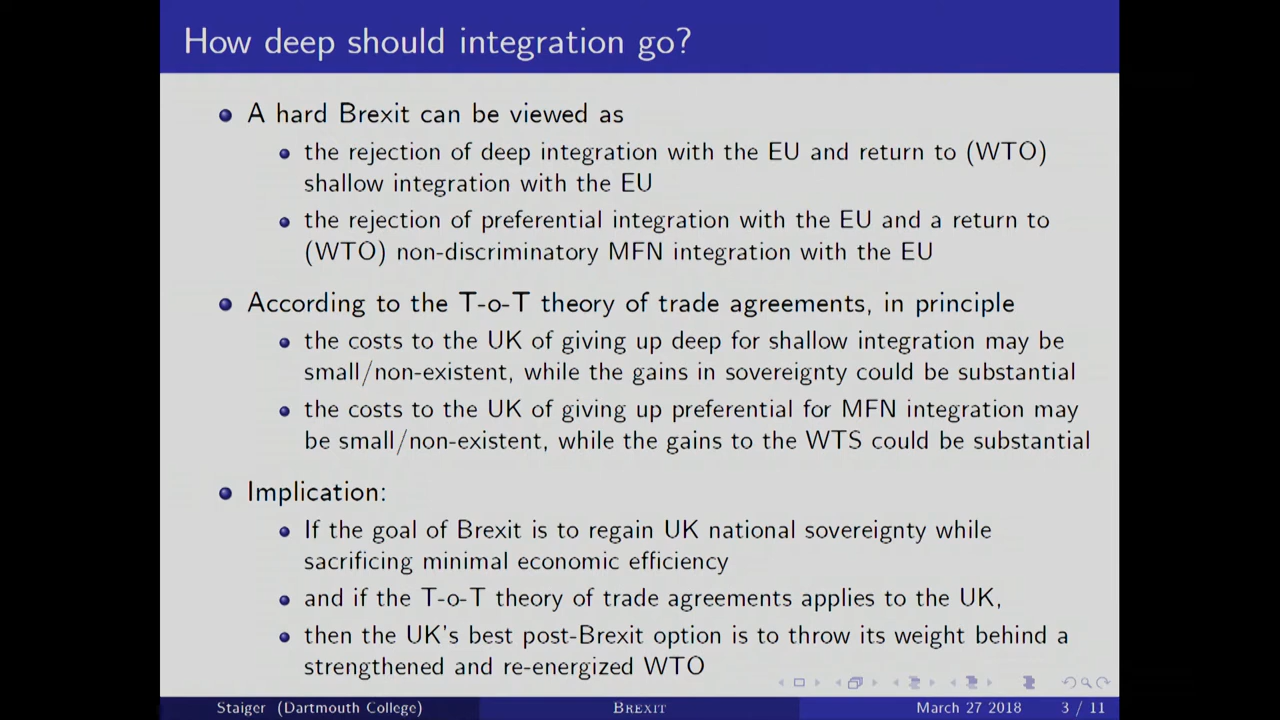 How deep should integration go?
A hard Brexit can be viewed as
the rejection of deep integration with the EU and return to (WTO)
shallow integration with the EU
the rejection of preferential integration with the EU and a return to
(WTO) non-discriminatory MFN integration with the EU
According to the T-o-T theory of trade agreements, in principle
the costs to the UK of giving up deep for shallow integration may be
small/non-existent, while the gains in sovereignty could be substantial
the costs to the UK of giving up preferential for MFN integration may
be small/non-existent, while the gains to the WTS could be substantial
Implication:
If the goal of Brexit is to regain UK national sovereignty while
sacrificing minimal economic efficiency
and if the T-o-T theory of trade agreements applies to the UK,
then the UK's best post-Brexit option is to throw its weight behind a
strengthened and re-energized WTO
Staiger (Dartmouth College) Brexit March 27 2018 3 / 11